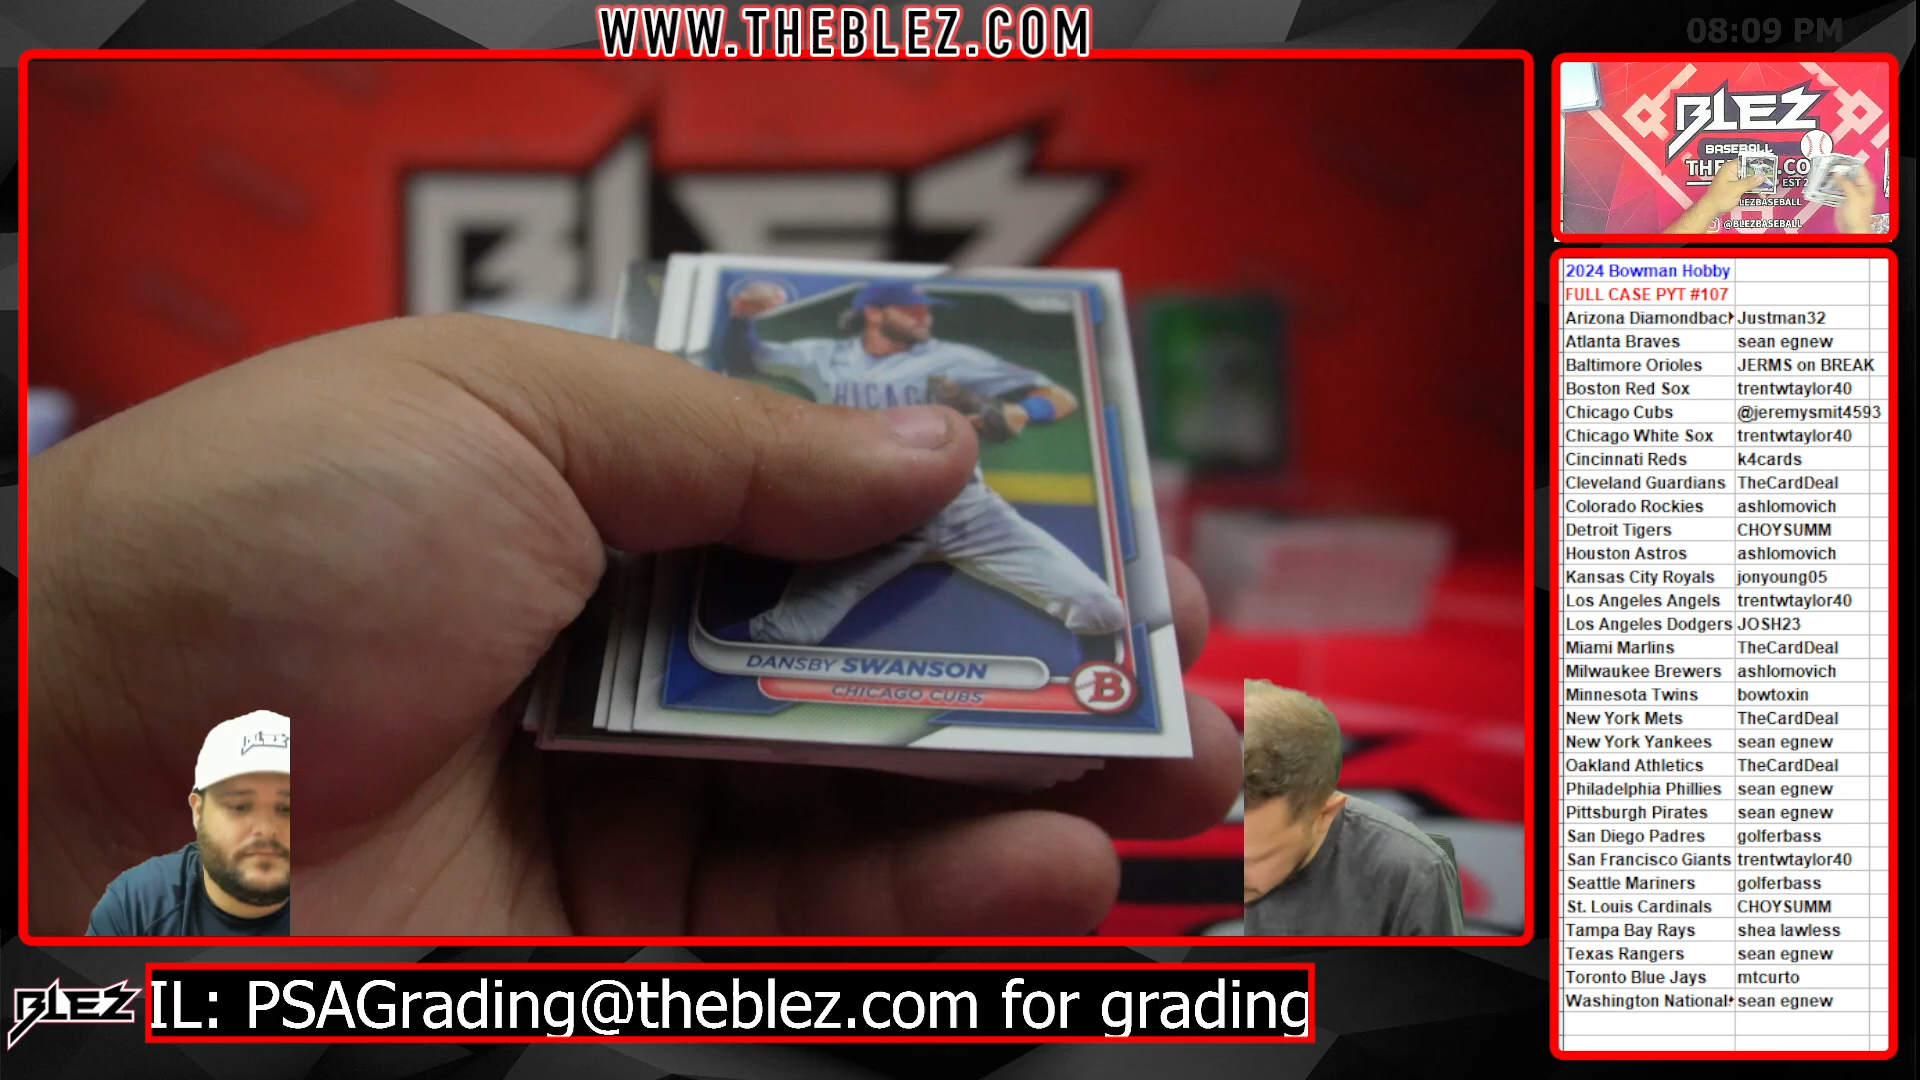 WWW.THEBLEZ.COM
08:09 PM
BLEZ
CHICAGO
DANSBY SWANSON
CHICAGO CUBS
B
BLEZ
BASEBALL
EST 2
@BLEZBASEBALL
2024 Bowman Hobby
FULL CASE PYT #107
Arizona Diamondback Justman32
Atlanta Braves sean egnew
Baltimore Orioles JERMS on BREAK
Boston Red Sox trentwtaylor40
Chicago Cubs @jeremysmit4593
Chicago White Sox trentwtaylor40
Cincinnati Reds k4cards
Cleveland Guardians TheCardDeal
Colorado Rockies ashlomovich
Detroit Tigers CHOYSUMM
Houston Astros ashlomovich
Kansas City Royals jonyoung05
Los Angeles Angels trentwtaylor40
Los Angeles Dodgers JOSH23
Miami Marlins TheCardDeal
Milwaukee Brewers ashlomovich
Minnesota Twins bowtoxin
New York Mets TheCardDeal
New York Yankees sean egnew
Oakland Athletics TheCardDeal
Philadelphia Phillies sean egnew
Pittsburgh Pirates sean egnew
San Diego Padres golferbass
San Francisco Giants trentwtaylor40
Seattle Mariners golferbass
St. Louis Cardinals CHOYSUMM
Tampa Bay Rays shea lawless
Texas Rangers sean egnew
Toronto Blue Jays mtcurto
Washington National sean egnew
BLEZ
IL: PSAGrading@theblez.com for grading